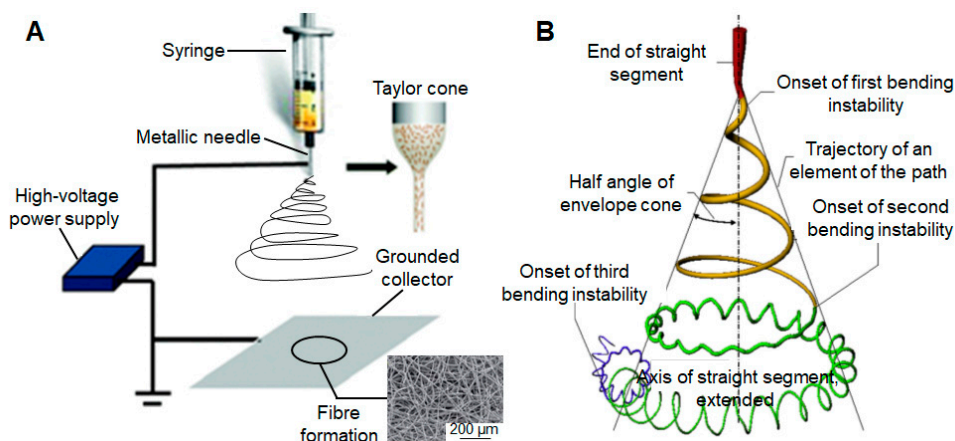 A
Syringe
Taylor cone
Metallic needle
High-voltage
power supply
Grounded
collector
Fibre
formation
200 µm
B
End of straight
segment
Onset of first bending
instability
Trajectory of an
element of the path
Half angle of
envelope cone
Onset of second
bending instability
Onset of third
bending instability
Axis of straight segment,
extended